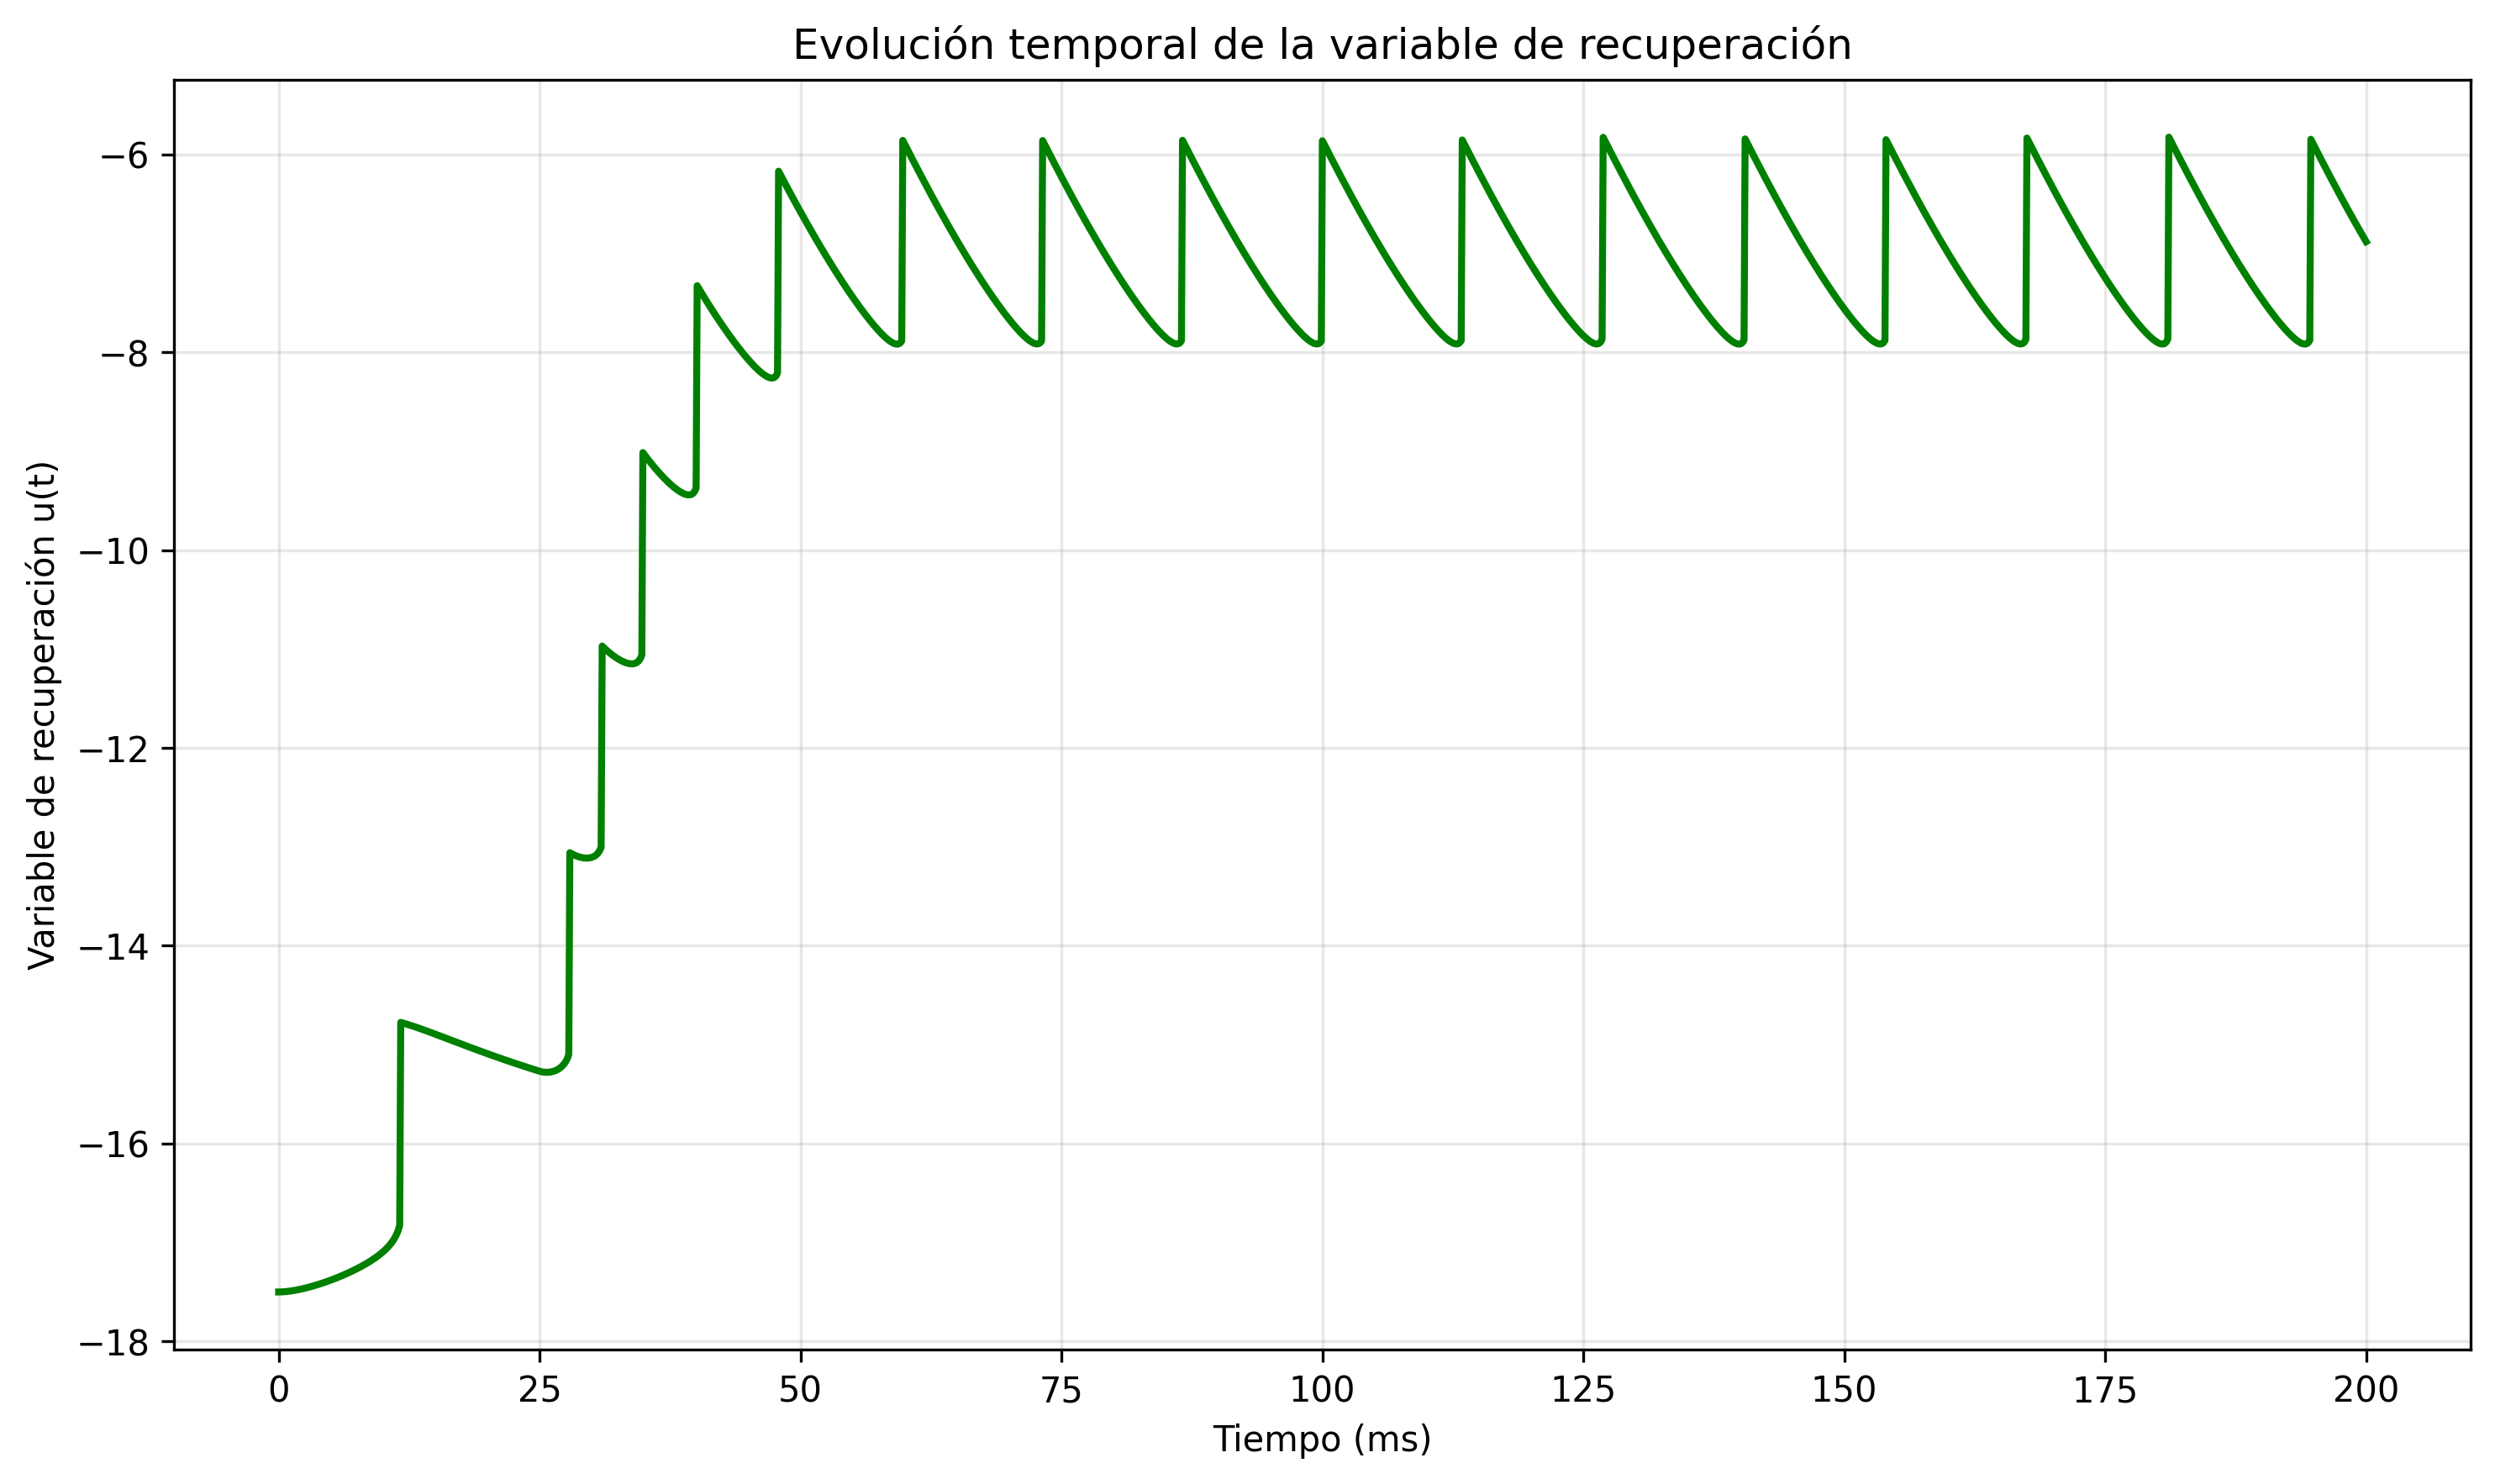 Evolución temporal de la variable de recuperación
Variable de recuperación u(t)
−6
−8
−10
−12
−14
−16
−18
0 25 50 75 100 125 150 175 200
Tiempo (ms)